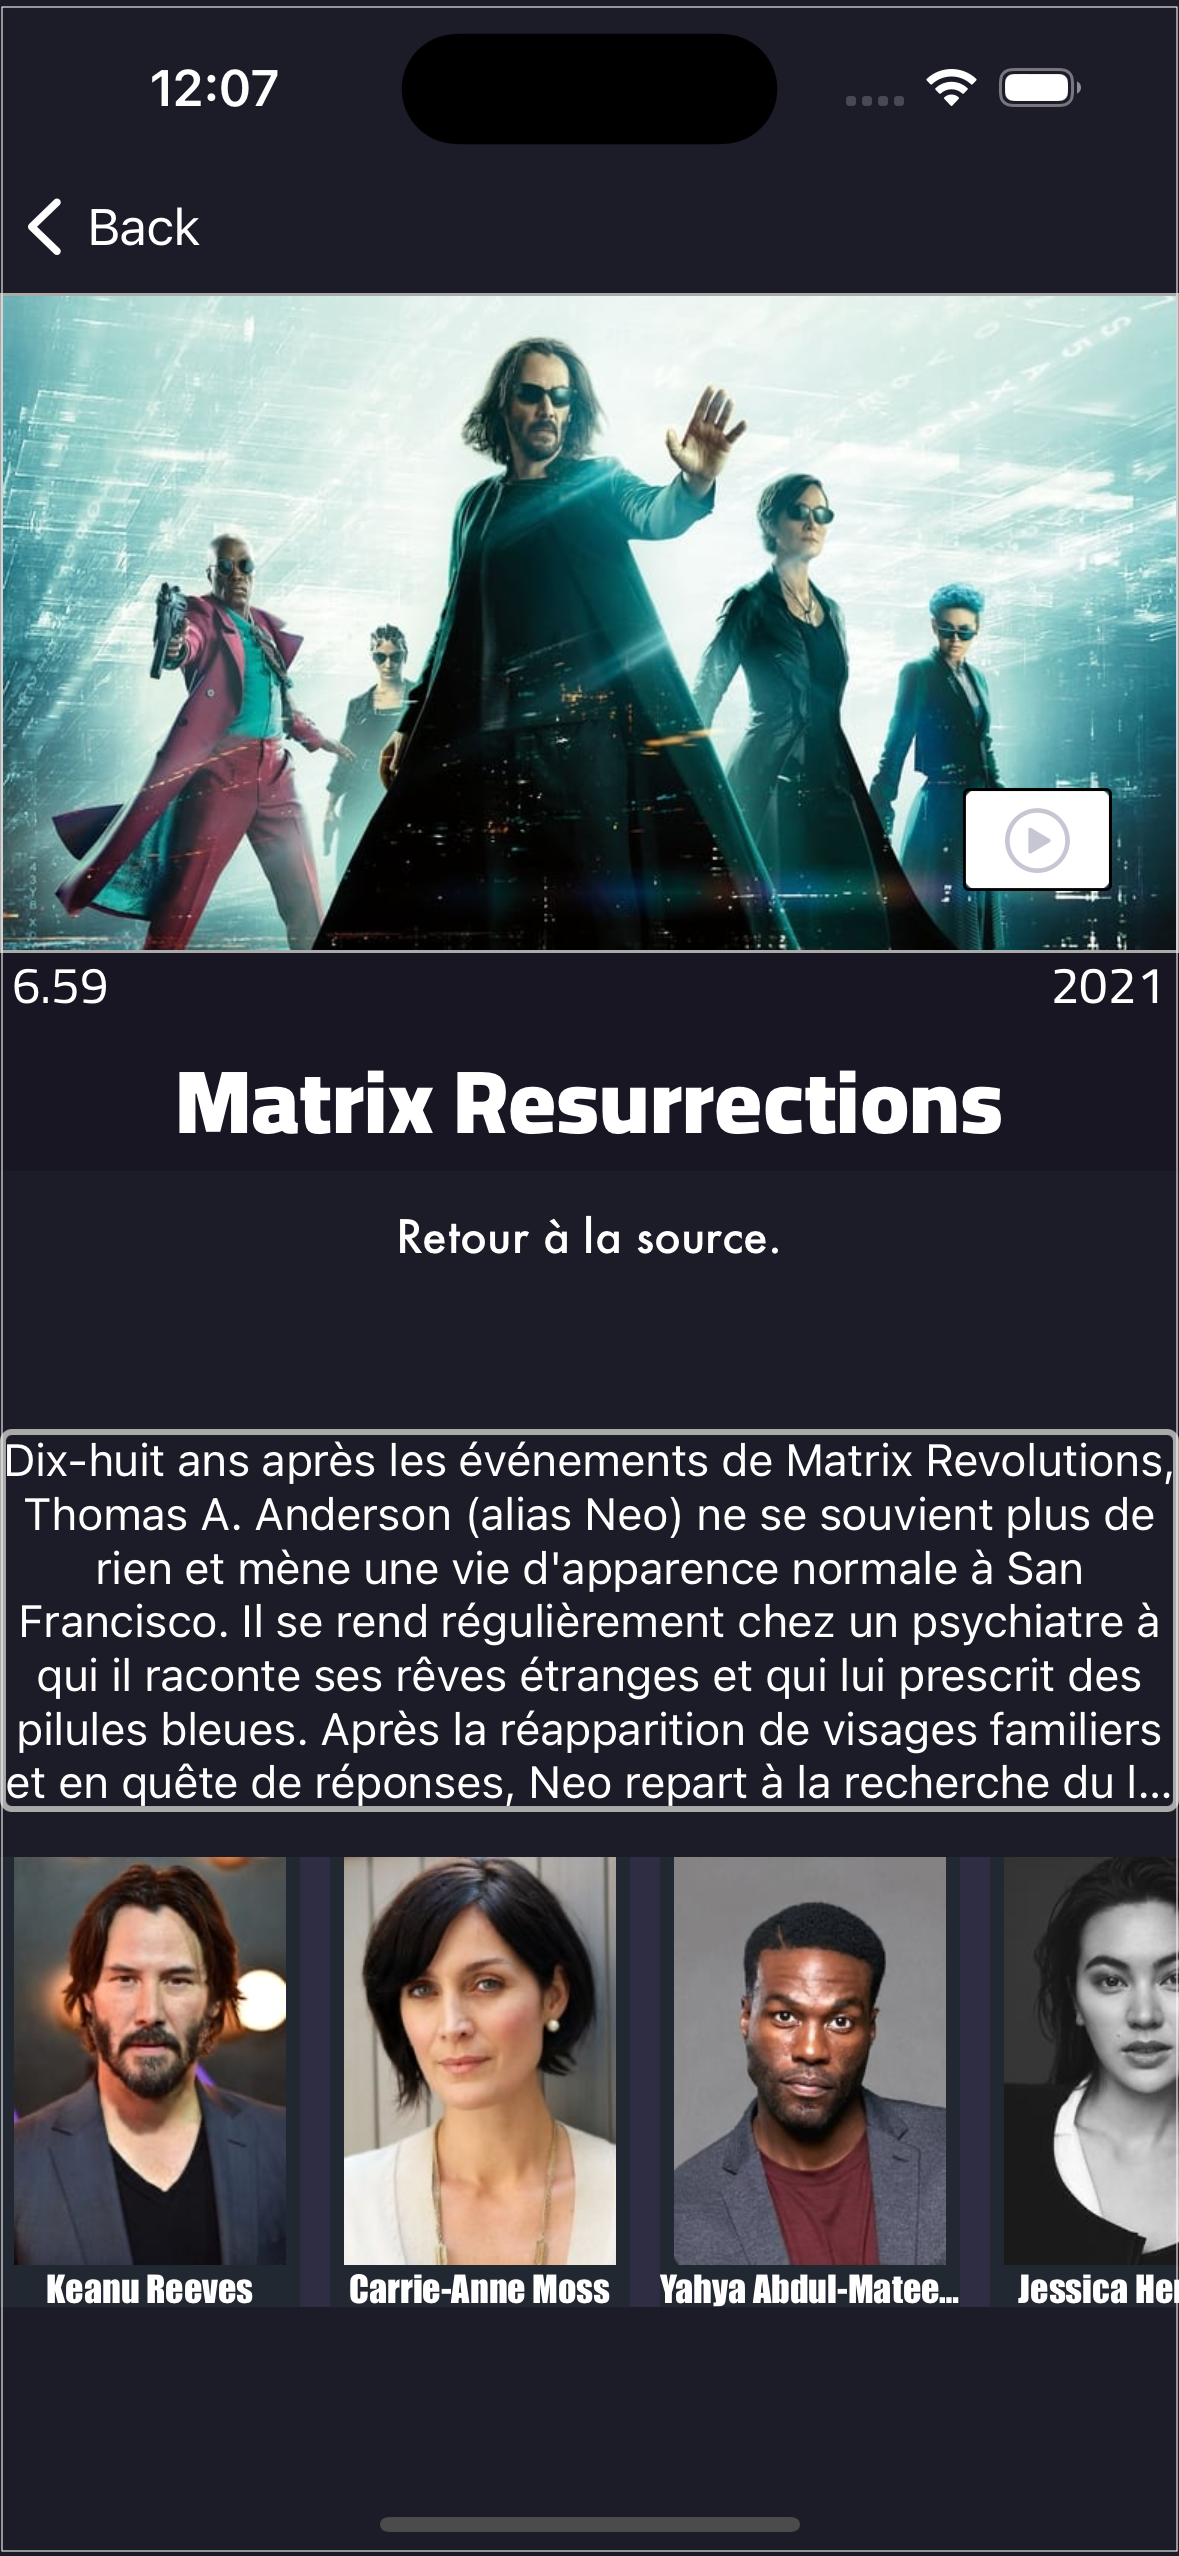 12:07
Back
6.59
2021
Matrix Resurrections
Retour à la source.
Dix-huit ans après les événements de Matrix Revolutions,
Thomas A. Anderson (alias Neo) ne se souvient plus de
rien et mène une vie d'apparence normale à San
Francisco. Il se rend régulièrement chez un psychiatre à
qui il raconte ses rêves étranges et qui lui prescrit des
pilules bleues. Après la réapparition de visages familiers
et en quête de réponses, Neo repart à la recherche du l...
Keanu Reeves
Carrie-Anne Moss
Yahya Abdul-Matee...
Jessica